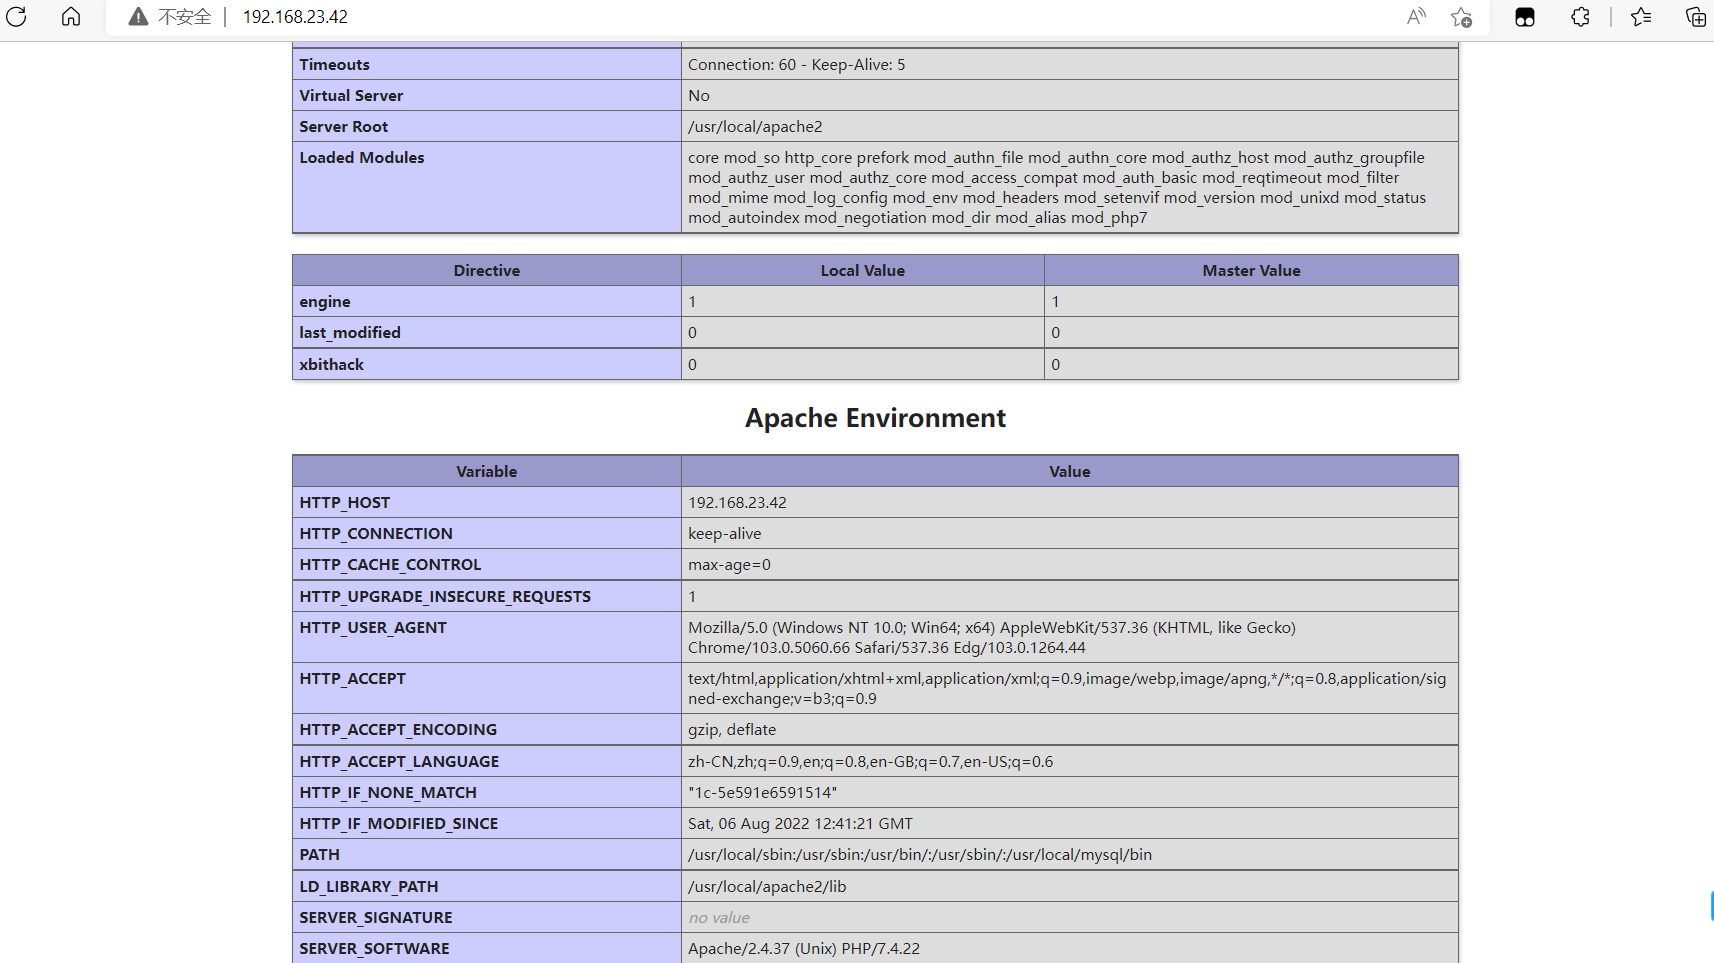 不安全 192.168.23.42
Timeouts Connection: 60 - Keep-Alive: 5
Virtual Server No
Server Root /usr/local/apache2
Loaded Modules core mod_so http_core prefork mod_authn_file mod_authn_core mod_authz_host mod_authz_groupfile
mod_authz_user mod_authz_core mod_access_compat mod_auth_basic mod_reqtimeout mod_filter
mod_mime mod_log_config mod_env mod_headers mod_setenvif mod_version mod_unixd mod_status
mod_autoindex mod_negotiation mod_dir mod_alias mod_php7
Directive Local Value Master Value
engine 1 1
last_modified 0 0
xbithack 0 0
Apache Environment
Variable Value
HTTP_HOST 192.168.23.42
HTTP_CONNECTION keep-alive
HTTP_CACHE_CONTROL max-age=0
HTTP_UPGRADE_INSECURE_REQUESTS 1
HTTP_USER_AGENT Mozilla/5.0 (Windows NT 10.0; Win64; x64) AppleWebKit/537.36 (KHTML, like Gecko)
Chrome/103.0.5060.66 Safari/537.36 Edg/103.0.1264.44
HTTP_ACCEPT text/html,application/xhtml+xml,application/xml;q=0.9,image/webp,image/apng,*/*;q=0.8,application/sig
ned-exchange;v=b3;q=0.9
HTTP_ACCEPT_ENCODING gzip, deflate
HTTP_ACCEPT_LANGUAGE zh-CN,zh;q=0.9,en;q=0.8,en-GB;q=0.7,en-US;q=0.6
HTTP_IF_NONE_MATCH "1c-5e591e6591514"
HTTP_IF_MODIFIED_SINCE Sat, 06 Aug 2022 12:41:21 GMT
PATH /usr/local/sbin:/usr/sbin:/usr/bin/:/usr/sbin/:/usr/local/mysql/bin
LD_LIBRARY_PATH /usr/local/apache2/lib
SERVER_SIGNATURE no value
SERVER_SOFTWARE Apache/2.4.37 (Unix) PHP/7.4.22